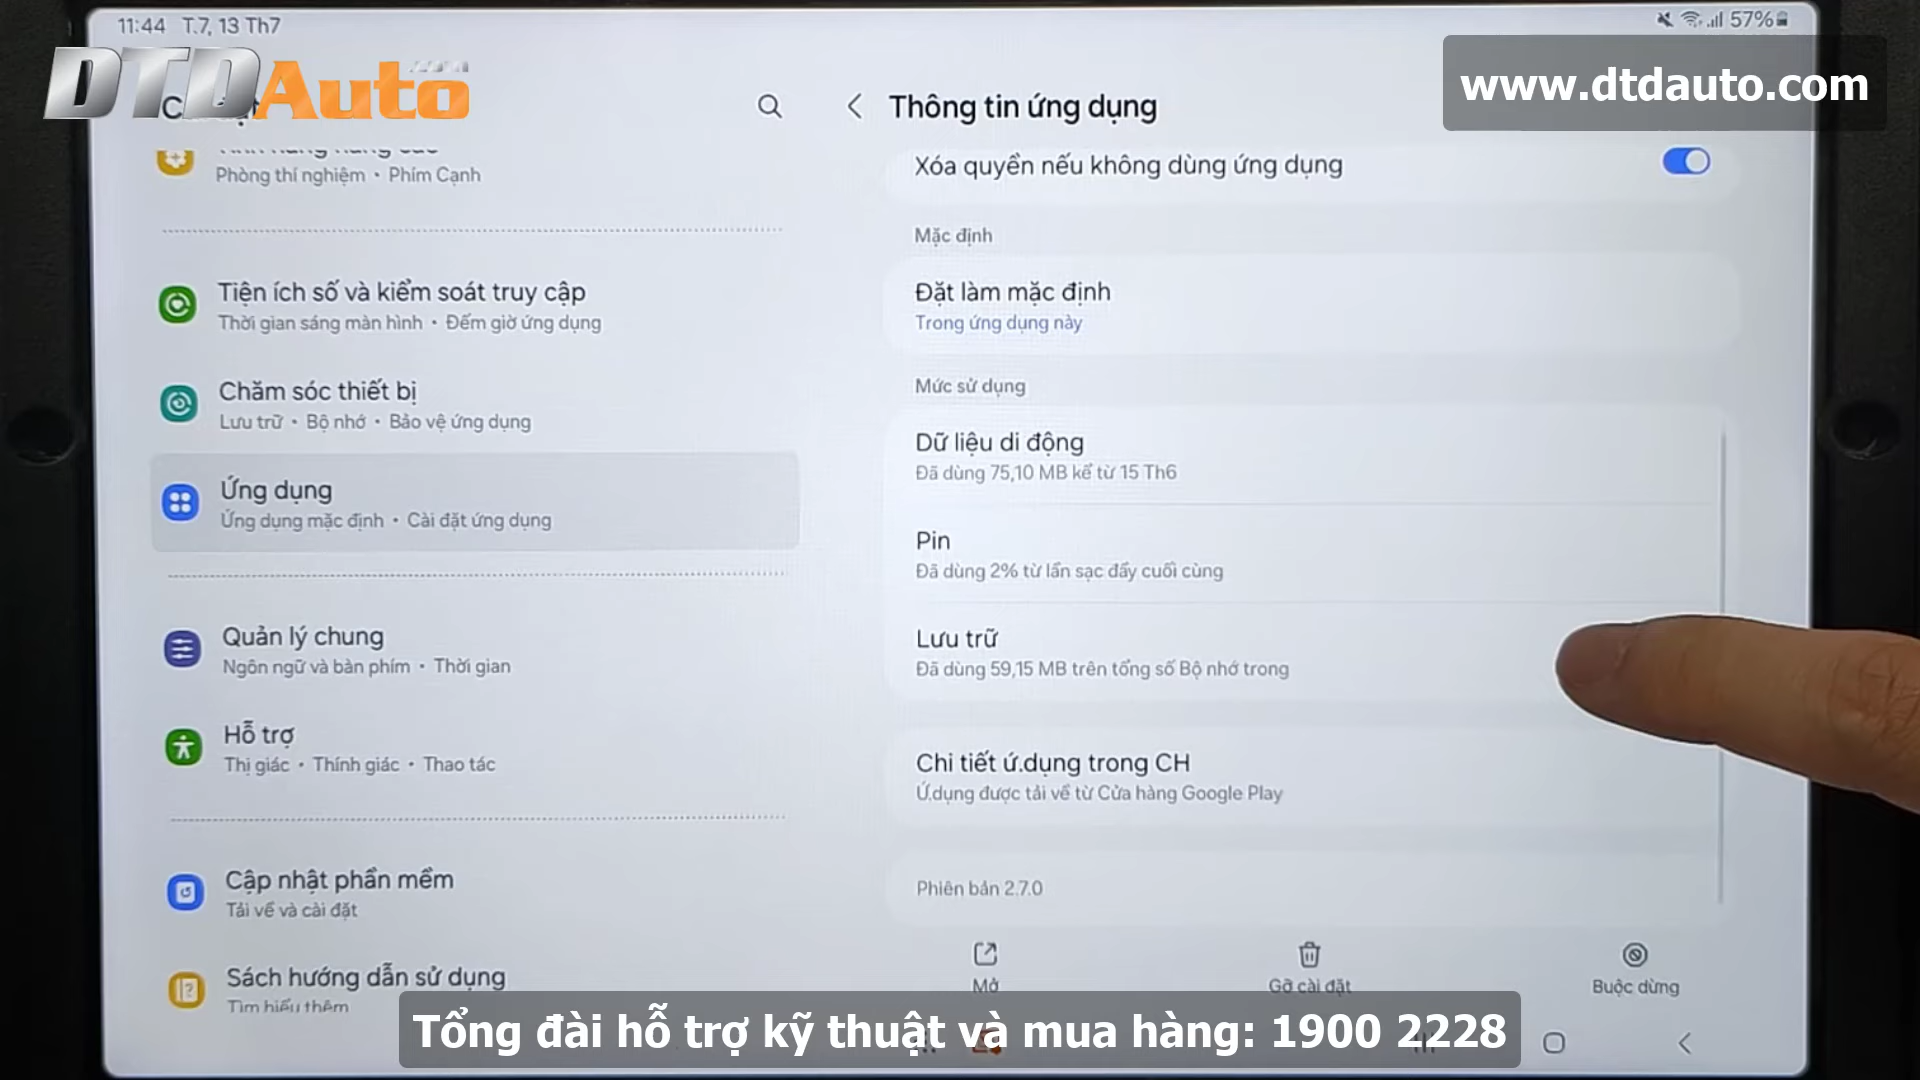 11:44 T.7, 13 Th7
57%
DTDAuto.com
www.dtdauto.com
Phòng thí nghiệm • Phím Cạnh
Tiện ích số và kiểm soát truy cập
Thời gian sáng màn hình • Đếm giờ ứng dụng
Chăm sóc thiết bị
Lưu trữ • Bộ nhớ • Bảo vệ ứng dụng
Ứng dụng
Ứng dụng mặc định • Cài đặt ứng dụng
Quản lý chung
Ngôn ngữ và bàn phím • Thời gian
Hỗ trợ
Thị giác • Thính giác • Thao tác
Cập nhật phần mềm
Tải về và cài đặt
Sách hướng dẫn sử dụng
Tìm hiểu thêm
Thông tin ứng dụng
Xóa quyền nếu không dùng ứng dụng
Mặc định
Đặt làm mặc định
Trong ứng dụng này
Mức sử dụng
Dữ liệu di động
Đã dùng 75,10 MB kể từ 15 Th6
Pin
Đã dùng 2% từ lần sạc đầy cuối cùng
Lưu trữ
Đã dùng 59,15 MB trên tổng số Bộ nhớ trong
Chi tiết ứ.dụng trong CH
Ứ.dụng được tải về từ Cửa hàng Google Play
Phiên bản 2.7.0
Mở
Gỡ cài đặt
Buộc dừng
Tổng đài hỗ trợ kỹ thuật và mua hàng: 1900 2228